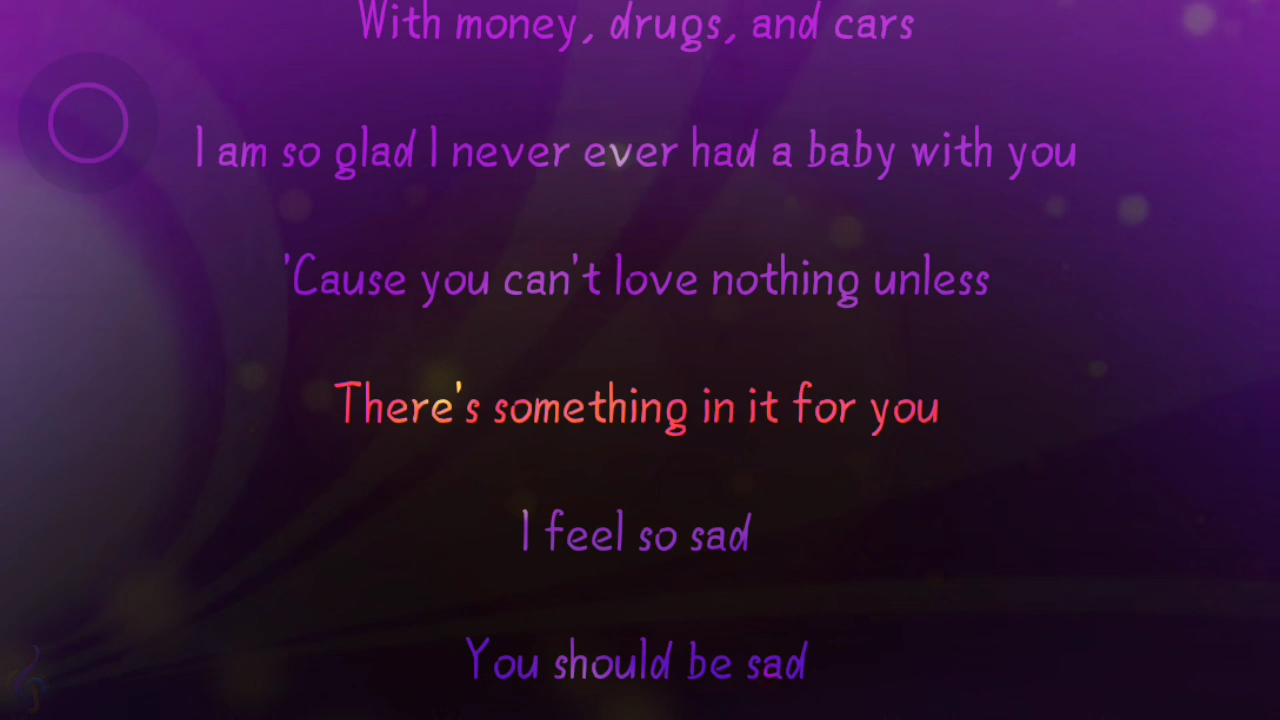 With money, drugs, and cars
I am so glad I never ever had a baby with you
'Cause you can't love nothing unless
There's something in it for you
I feel so sad
You should be sad